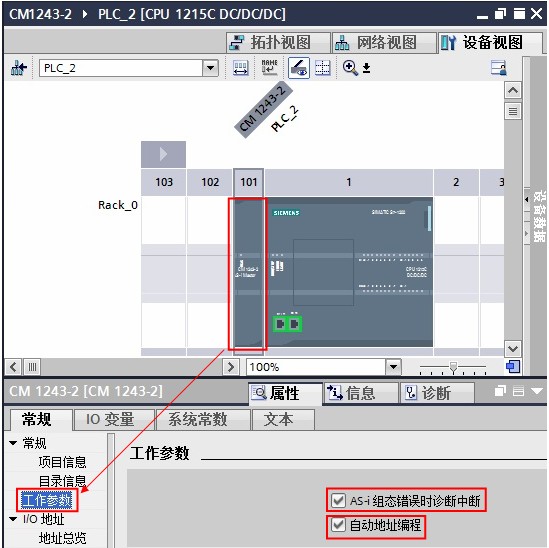 CM1243-2 ▸ PLC_2 [CPU 1215C DC/DC/DC]
拓扑视图 网络视图 设备视图
PLC_2
CM 1243-2
PLC_2
103 102 101 1 2 3
Rack_0
SIEMENS
CM 1243-2
CPU 1215C
DC/DC/DC
设备数据
100%
CM 1243-2 [CM 1243-2]
属性 信息 诊断
常规 IO 变量 系统常数 文本
常规
项目信息
目录信息
工作参数
I/O 地址
地址总览
工作参数
AS-i 组态错误时诊断中断
自动地址编程